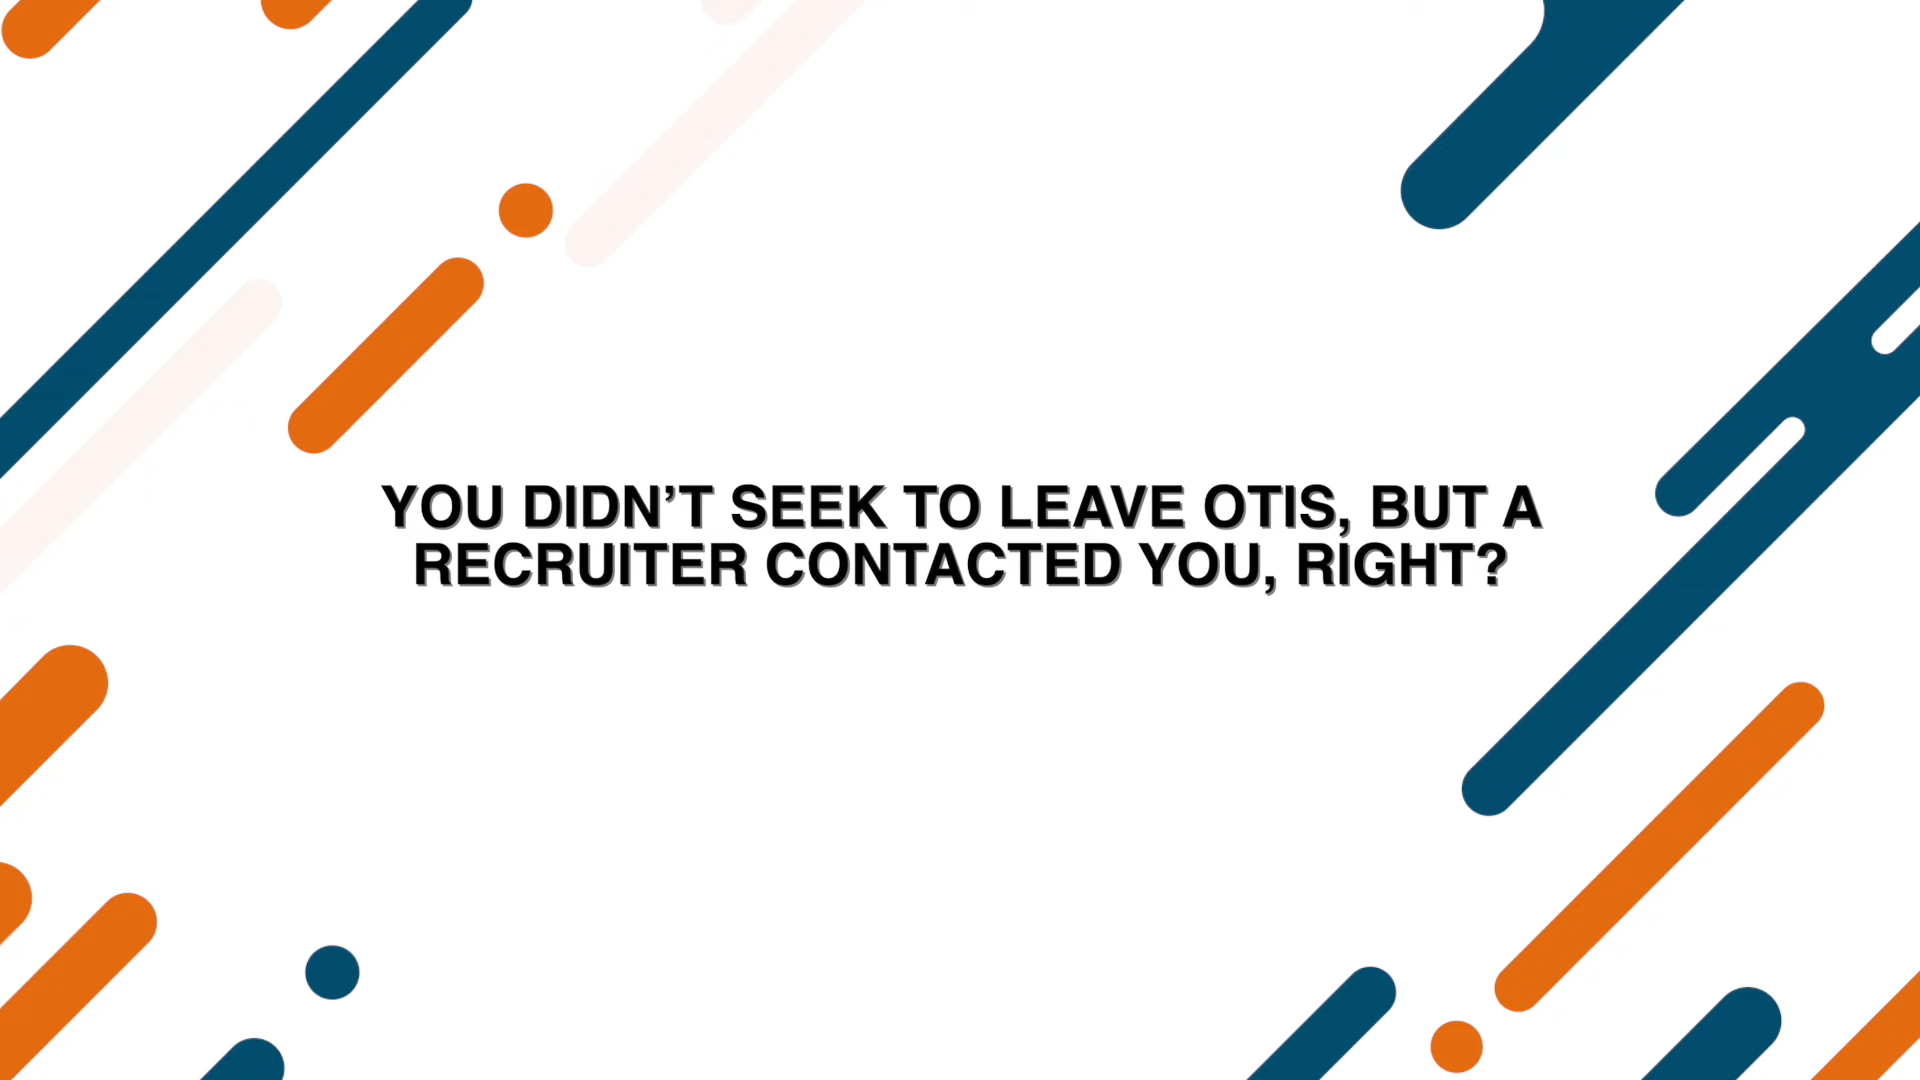 YOU DIDN’T SEEK TO LEAVE OTIS, BUT A
RECRUITER CONTACTED YOU, RIGHT?